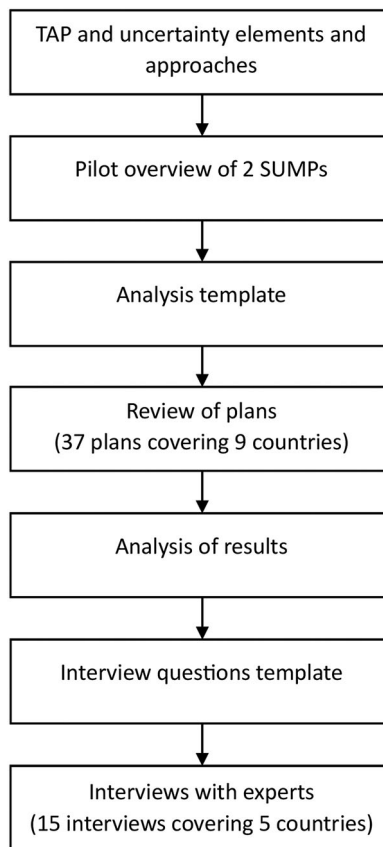 TAP and uncertainty elements and
approaches
Pilot overview of 2 SUMPs
Analysis template
Review of plans
(37 plans covering 9 countries)
Analysis of results
Interview questions template
Interviews with experts
(15 interviews covering 5 countries)